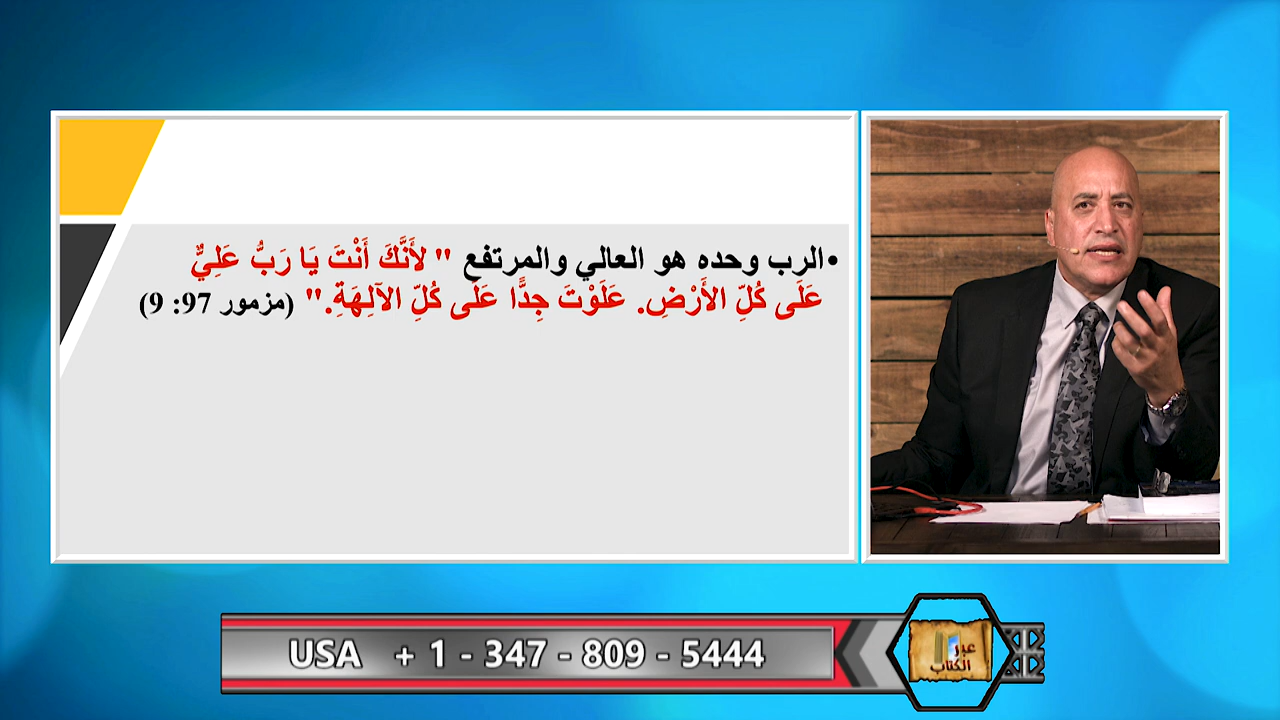 •الرب وحده هو العالي والمرتفع " لأَنَّكَ أَنْتَ يَا رَبُّ عَلِيٌّ
عَلَى كُلِّ الأَرْضِ. عَلَوْتَ جِدًّا عَلَى كُلِّ الآلِهَةِ." (مزمور 97: 9)
USA + 1 - 347 - 809 - 5444
عبر
الكتاب